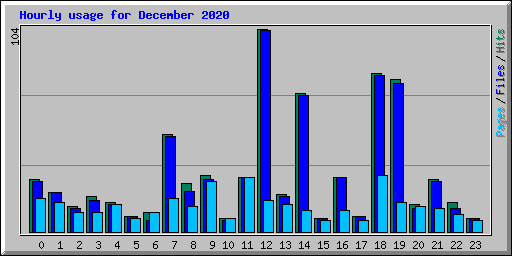 Hourly usage for December 2020
104
Pages / Files / Hits
0 1 2 3 4 5 6 7 8 9 10 11 12 13 14 15 16 17 18 19 20 21 22 23